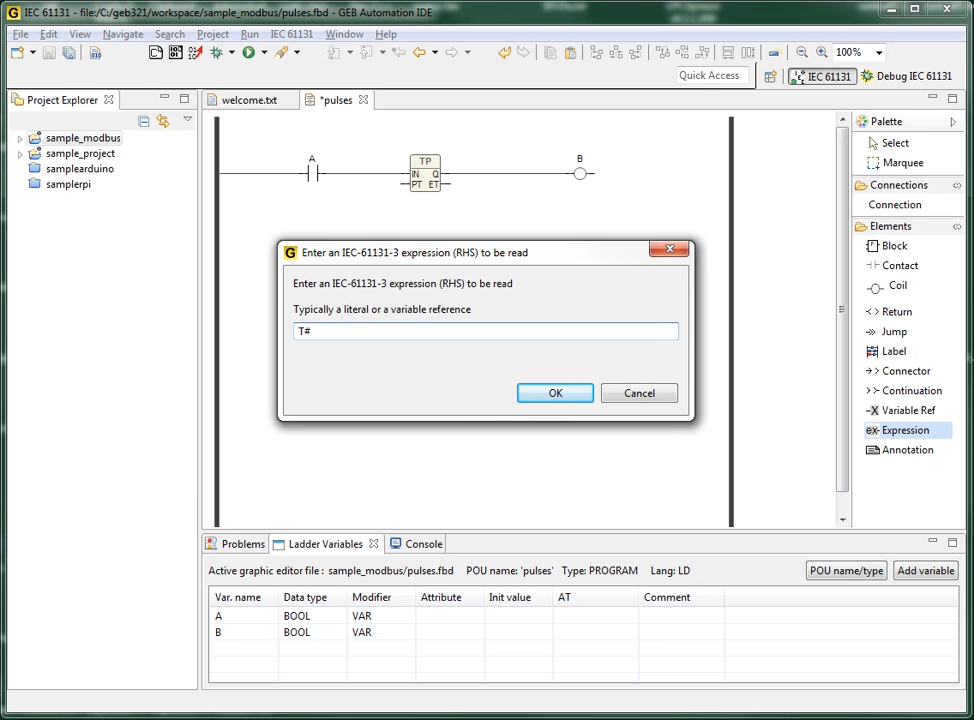 IEC 61131 - file:/C:/geb321/workspace/sample_modbus/pulses.fbd - GEB Automation IDE
File Edit View Navigate Search Project Run IEC 61131 Window Help
100%
Quick Access
IEC 61131
Debug IEC 61131
Project Explorer
sample_modbus
sample_project
samplearduino
samplerpi
welcome.txt
*pulses
A
TP
IN Q
PT ET
B
Enter an IEC-61131-3 expression (RHS) to be read
Enter an IEC-61131-3 expression (RHS) to be read
Typically a literal or a variable reference
T#
OK
Cancel
Palette
Select
Marquee
Connections
Connection
Elements
Block
Contact
Coil
Return
Jump
Label
Connector
Continuation
Variable Ref
Expression
Annotation
Problems
Ladder Variables
Console
Active graphic editor file : sample_modbus/pulses.fbd POU name: 'pulses' Type: PROGRAM Lang: LD
POU name/type
Add variable
Var. name Data type Modifier Attribute Init value AT Comment
A BOOL VAR
B BOOL VAR